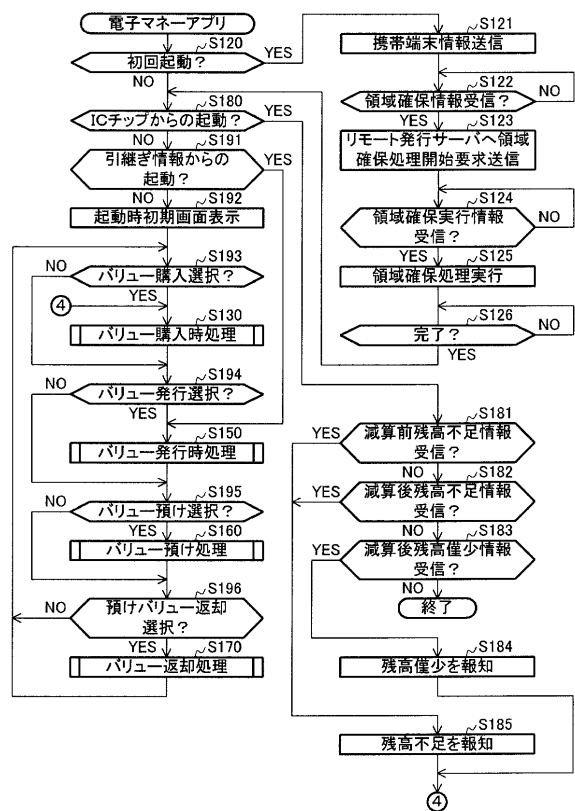 電子マネーアプリ
S120
初回起動？
YES
NO
S180
ICチップからの起動？
YES
NO
S191
引継ぎ情報からの
起動？
YES
NO
S192
起動時初期画面表示
S193
バリュー購入選択？
NO
YES
④
S130
バリュー購入時処理
S194
バリュー発行選択？
NO
YES
S150
バリュー発行時処理
S195
バリュー預け選択？
NO
YES
S160
バリュー預け処理
S196
預けバリュー返却
選択？
NO
YES
S170
バリュー返却処理
S121
携帯端末情報送信
S122
領域確保情報受信？
NO
YES
S123
リモート発行サーバへ領域
確保処理開始要求送信
S124
領域確保実行情報
受信？
NO
YES
S125
領域確保処理実行
S126
完了？
NO
YES
S181
減算前残高不足情報
受信？
YES
NO
S182
減算後残高不足情報
受信？
YES
NO
S183
減算後残高僅少情報
受信？
YES
NO
終了
S184
残高僅少を報知
S185
残高不足を報知
④